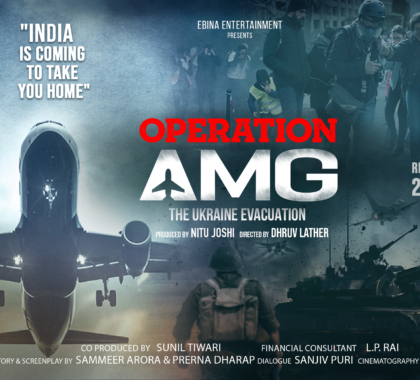 "INDIA
IS COMING
TO TAKE
YOU HOME"
EBINA ENTERTAINMENT
PRESENTS
OPERATION
AMG
THE UKRAINE EVACUATION
PRODUCED BY NITU JOSHI DIRECTED BY DHRUV LATHER
CO PRODUCED BY SUNIL TIWARI FINANCIAL CONSULTANT L.P. RAI
TORY & SCREENPLAY BY SAMMEER ARORA & PRERNA DHARAP DIALOGUE SANJIV PURI CINEMATOGRAPHY